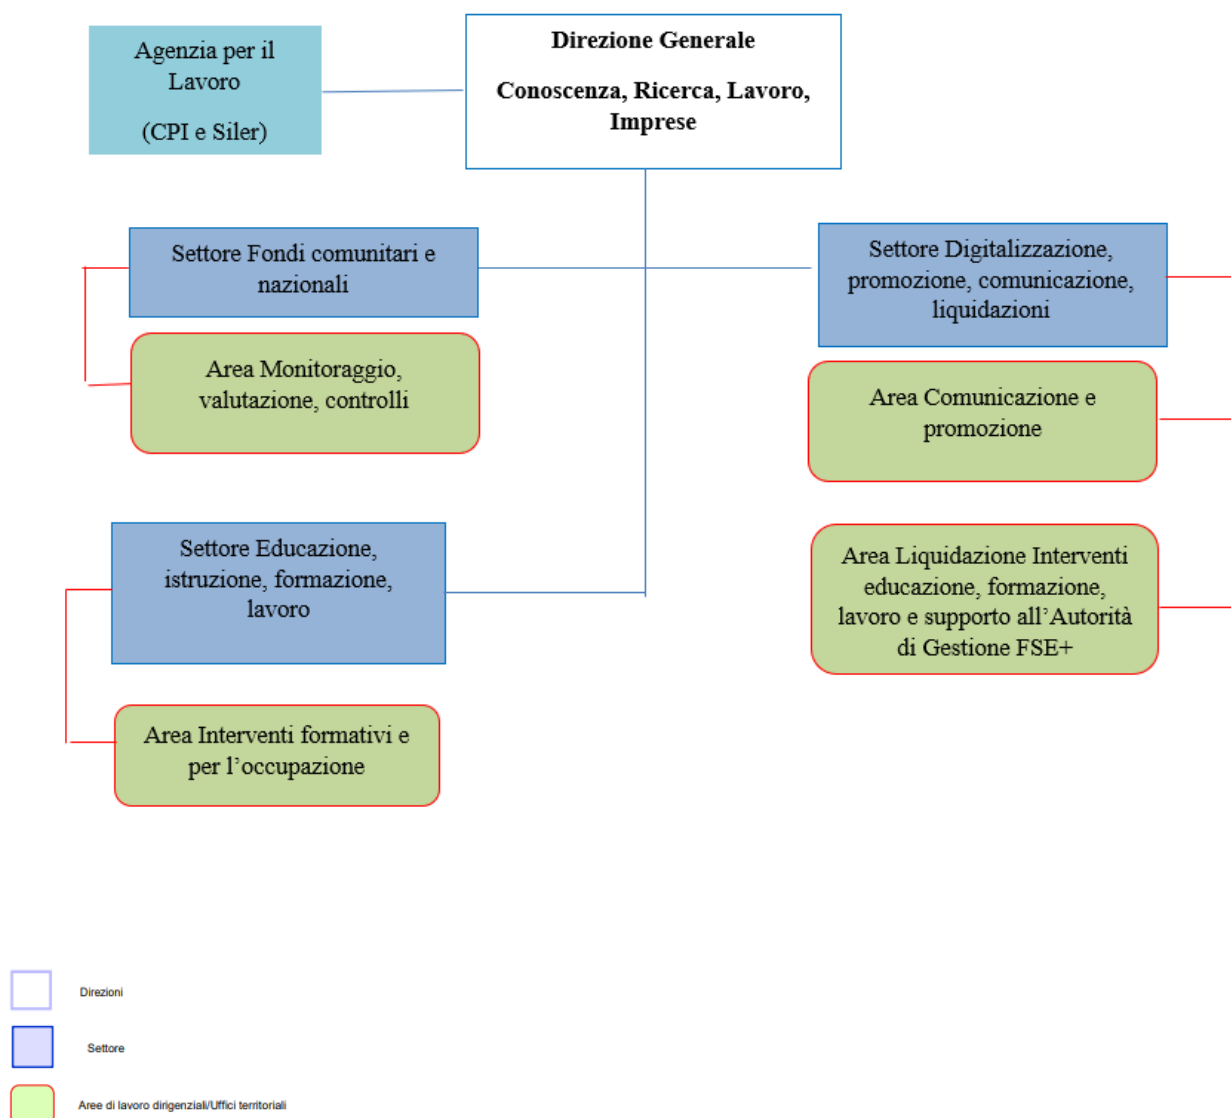 Agenzia per il
Lavoro
(CPI e Siler)
Direzione Generale
Conoscenza, Ricerca, Lavoro,
Imprese
Settore Fondi comunitari e
nazionali
Area Monitoraggio,
valutazione, controlli
Settore Educazione,
istruzione, formazione,
lavoro
Area Interventi formativi e
per l’occupazione
Settore Digitalizzazione,
promozione, comunicazione,
liquidazioni
Area Comunicazione e
promozione
Area Liquidazione Interventi
educazione, formazione,
lavoro e supporto all’Autorità
di Gestione FSE+
Direzioni
Settore
Aree di lavoro dirigenziali/Uffici territoriali